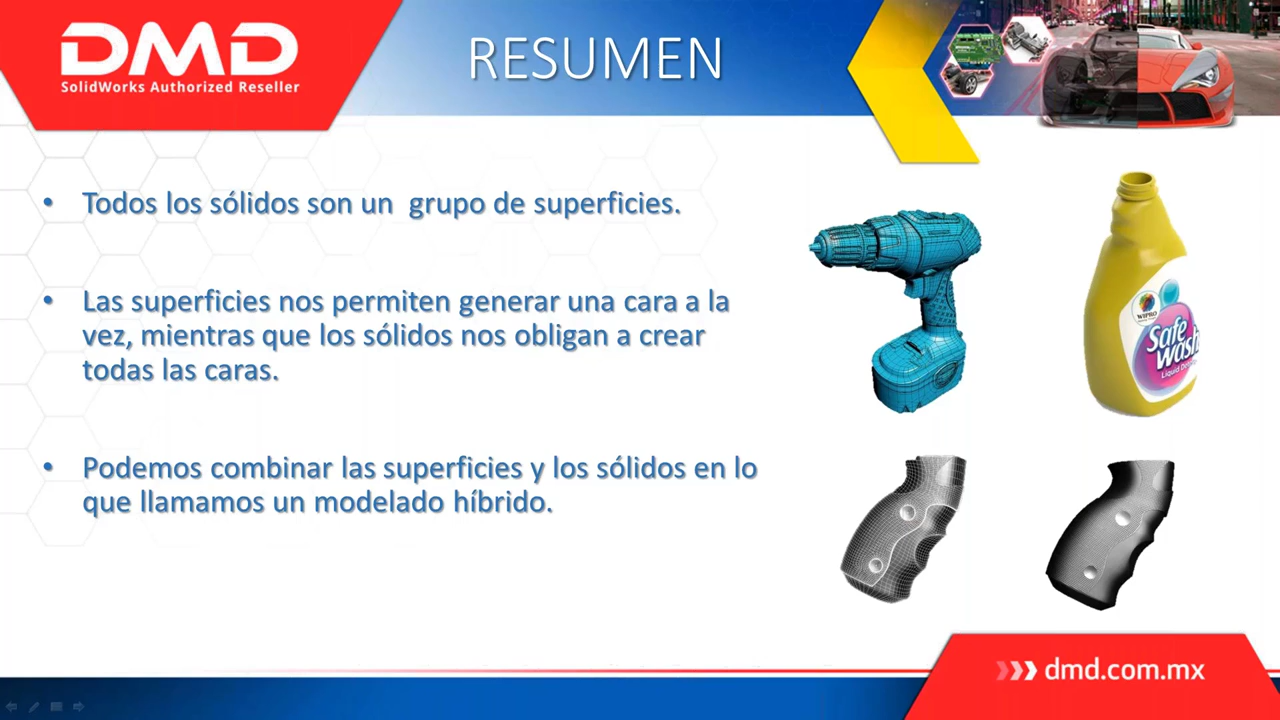 DMD
SolidWorks Authorized Reseller
RESUMEN
• Todos los sólidos son un grupo de superficies.
• Las superficies nos permiten generar una cara a la
vez, mientras que los sólidos nos obligan a crear
todas las caras.
• Podemos combinar las superficies y los sólidos en lo
que llamamos un modelado híbrido.
WIPRO
Safe
wash
Liquid
dmd.com.mx